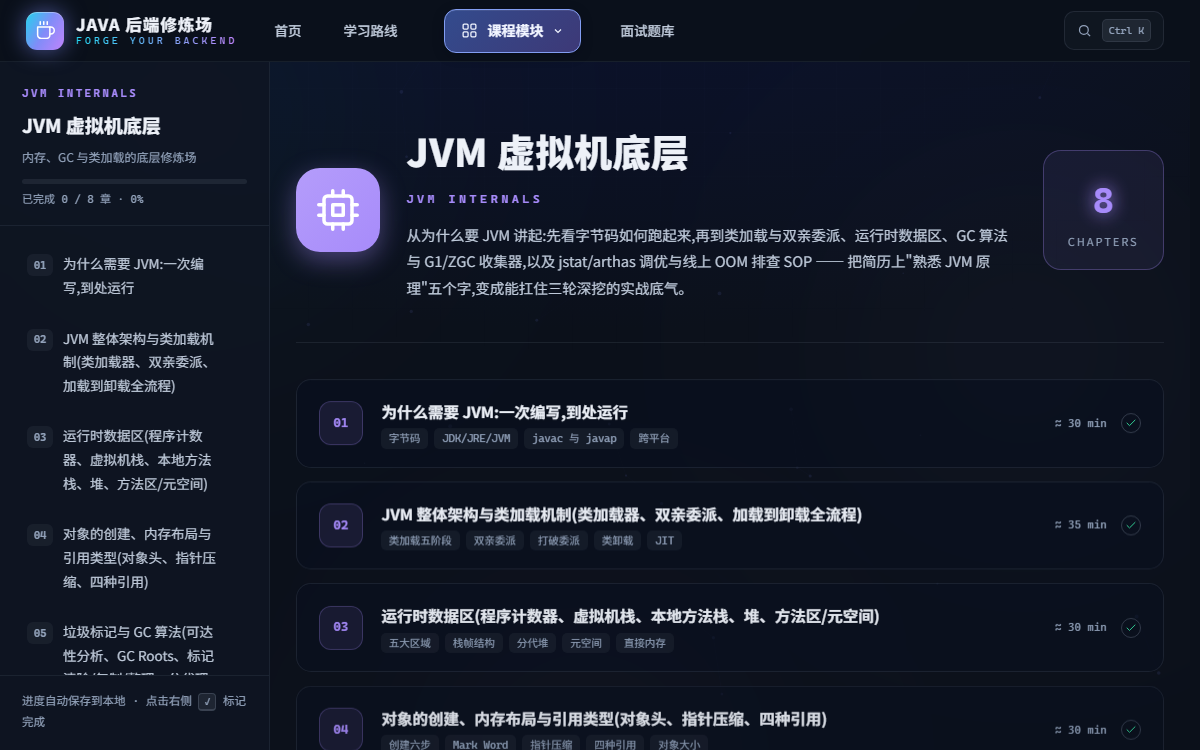 JAVA 后端修炼场
FORGE YOUR BACKEND
首页
学习路线
课程模块
面试题库
Ctrl K
JVM INTERNALS
JVM 虚拟机底层
内存、GC 与类加载的底层修炼场
已完成 0 / 8 章 · 0%
01
为什么需要 JVM:一次编
写,到处运行
02
JVM 整体架构与类加载机
制(类加载器、双亲委派、
加载到卸载全流程)
03
运行时数据区(程序计数
器、虚拟机栈、本地方法
栈、堆、方法区/元空间)
04
对象的创建、内存布局与
引用类型(对象头、指针压
缩、四种引用)
05
垃圾标记与 GC 算法(可达
性分析、GC Roots、标记
进度自动保存到本地 · 点击右侧 ✓ 标记
完成
JVM 虚拟机底层
JVM INTERNALS
从为什么要 JVM 讲起:先看字节码如何跑起来,再到类加载与双亲委派、运行时数据区、GC 算法
与 G1/ZGC 收集器,以及 jstat/arthas 调优与线上 OOM 排查 SOP —— 把简历上"熟悉 JVM 原
理"五个字,变成能扛住三轮深挖的实战底气。
8
CHAPTERS
01
为什么需要 JVM:一次编写,到处运行
字节码
JDK/JRE/JVM
javac 与 javap
跨平台
≈ 30 min
02
JVM 整体架构与类加载机制(类加载器、双亲委派、加载到卸载全流程)
类加载五阶段
双亲委派
打破委派
类卸载
JIT
≈ 35 min
03
运行时数据区(程序计数器、虚拟机栈、本地方法栈、堆、方法区/元空间)
五大区域
栈帧结构
分代堆
元空间
直接内存
≈ 30 min
04
对象的创建、内存布局与引用类型(对象头、指针压缩、四种引用)
创建六步
Mark Word
指针压缩
四种引用
对象大小
≈ 30 min